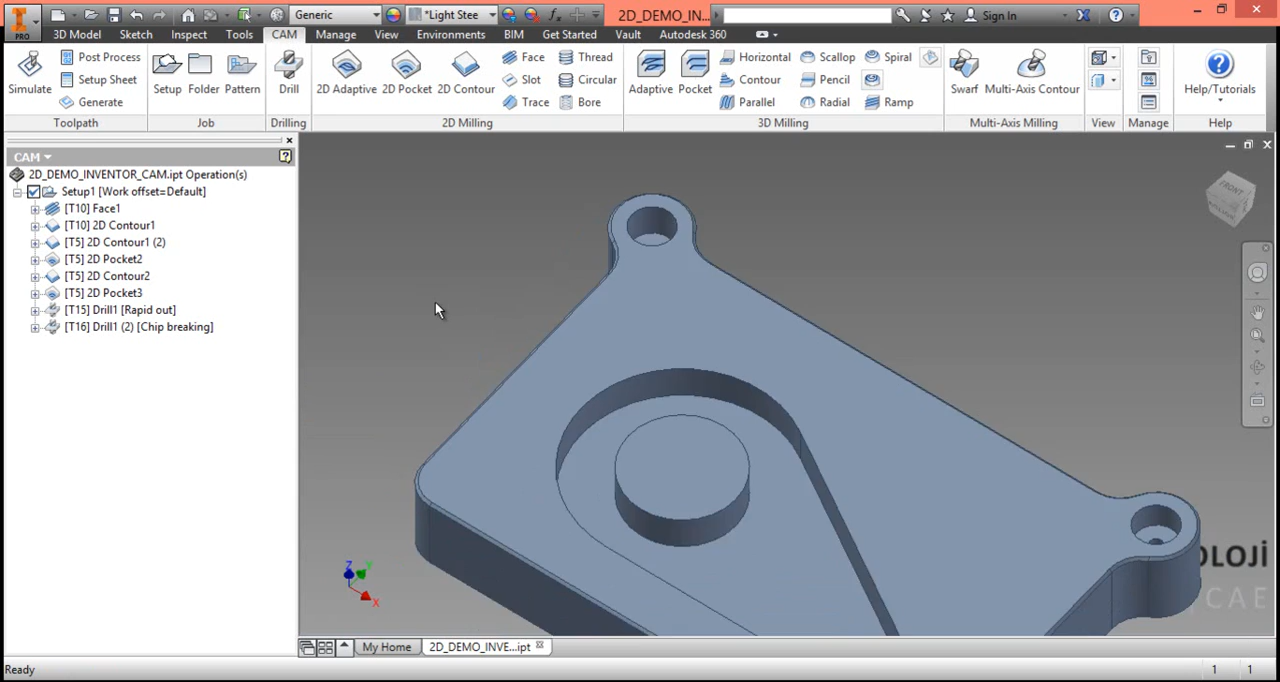 PRO
Generic
*Light Stee
2D_DEMO_IN...
Sign In
3D Model Sketch Inspect Tools CAM Manage View Environments BIM Get Started Vault Autodesk 360
Simulate
Post Process
Setup Sheet
Generate
Toolpath
Setup Folder Pattern
Job
Drill
Drilling
2D Adaptive 2D Pocket 2D Contour
Face Thread
Slot Circular
Trace Bore
2D Milling
Adaptive Pocket
Horizontal Scallop Spiral
Contour Pencil
Parallel Radial Ramp
3D Milling
Swarf Multi-Axis Contour
Multi-Axis Milling
View
Manage
Help/Tutorials
Help
CAM
2D_DEMO_INVENTOR_CAM.ipt Operation(s)
Setup1 [Work offset=Default]
[T10] Face1
[T10] 2D Contour1
[T5] 2D Contour1 (2)
[T5] 2D Pocket2
[T5] 2D Contour2
[T5] 2D Pocket3
[T15] Drill1 [Rapid out]
[T16] Drill1 (2) [Chip breaking]
FRONT
Z
Y
X
OLOJİ
CAE
My Home 2D_DEMO_INVE...ipt
Ready
1 1